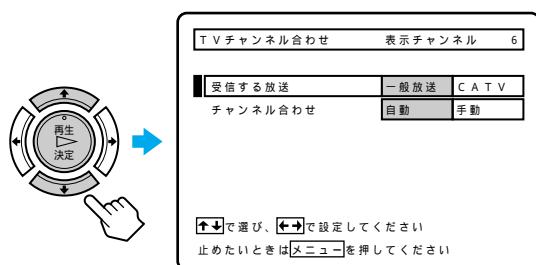 TVチャンネル合わせ 表示チャンネル 6
受信する放送 一般放送 CATV
チャンネル合わせ 自動 手動
再生
決定
↑↓で選び、←→で設定してください
止めたいときはメニューを押してください